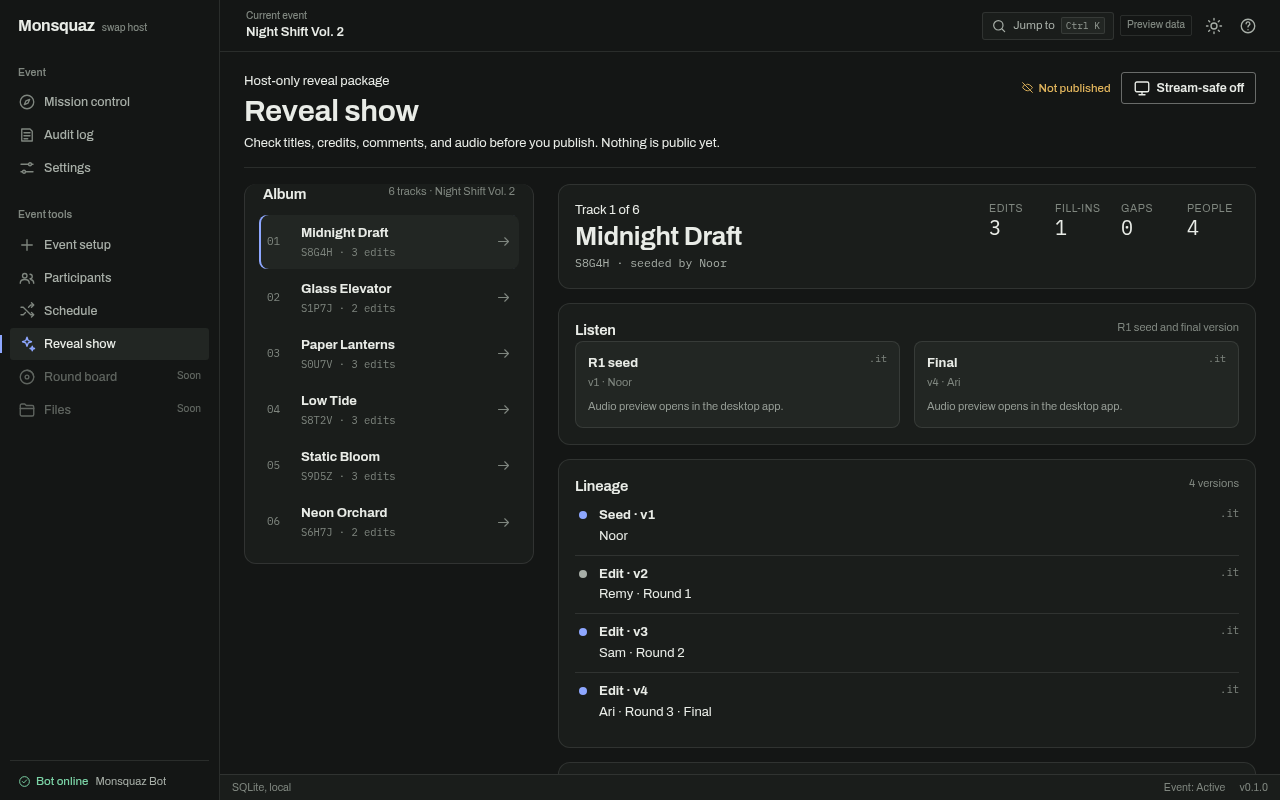 Monsquaz swap host
Event
Mission control
Audit log
Settings
Event tools
Event setup
Participants
Schedule
Reveal show
Round board Soon
Files Soon
Bot online Monsquaz Bot
Current event
Night Shift Vol. 2
Jump to Ctrl K
Preview data
Host-only reveal package
Reveal show
Check titles, credits, comments, and audio before you publish. Nothing is public yet.
Not published
Stream-safe off
Album 6 tracks · Night Shift Vol. 2
01 Midnight Draft
S8G4H · 3 edits
02 Glass Elevator
S1P7J · 2 edits
03 Paper Lanterns
S0U7V · 3 edits
04 Low Tide
S8T2V · 3 edits
05 Static Bloom
S9D5Z · 3 edits
06 Neon Orchard
S6H7J · 2 edits
Track 1 of 6
Midnight Draft
S8G4H · seeded by Noor
EDITS FILL-INS GAPS PEOPLE
3 1 0 4
Listen R1 seed and final version
R1 seed .it
v1 · Noor
Audio preview opens in the desktop app.
Final .it
v4 · Ari
Audio preview opens in the desktop app.
Lineage 4 versions
Seed · v1 .it
Noor
Edit · v2 .it
Remy · Round 1
Edit · v3 .it
Sam · Round 2
Edit · v4 .it
Ari · Round 3 · Final
SQLite, local
Event: Active v0.1.0